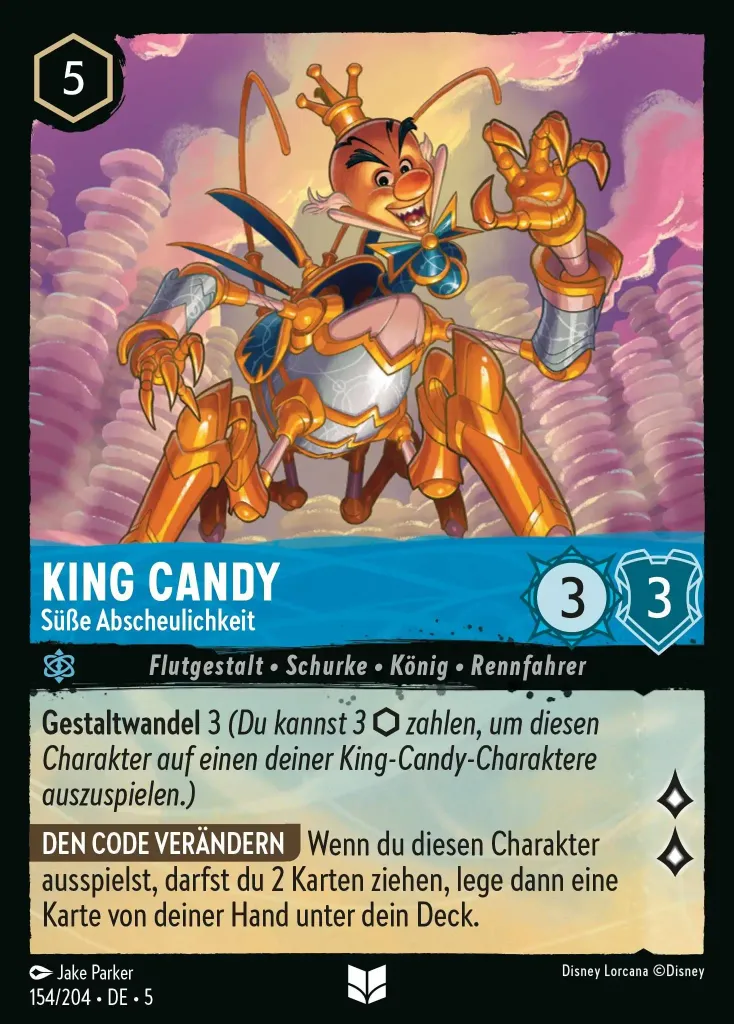 5
KING CANDY
Süße Abscheulichkeit
3
3
Flutgestalt • Schurke • König • Rennfahrer
Gestaltwandel 3 (Du kannst 3 ⬡ zahlen, um diesen
Charakter auf einen deiner King-Candy-Charaktere
auszuspielen.)
DEN CODE VERÄNDERN Wenn du diesen Charakter
ausspielst, darfst du 2 Karten ziehen, lege dann eine
Karte von deiner Hand unter dein Deck.
Jake Parker
Disney Lorcana ©Disney
154/204 • DE • 5